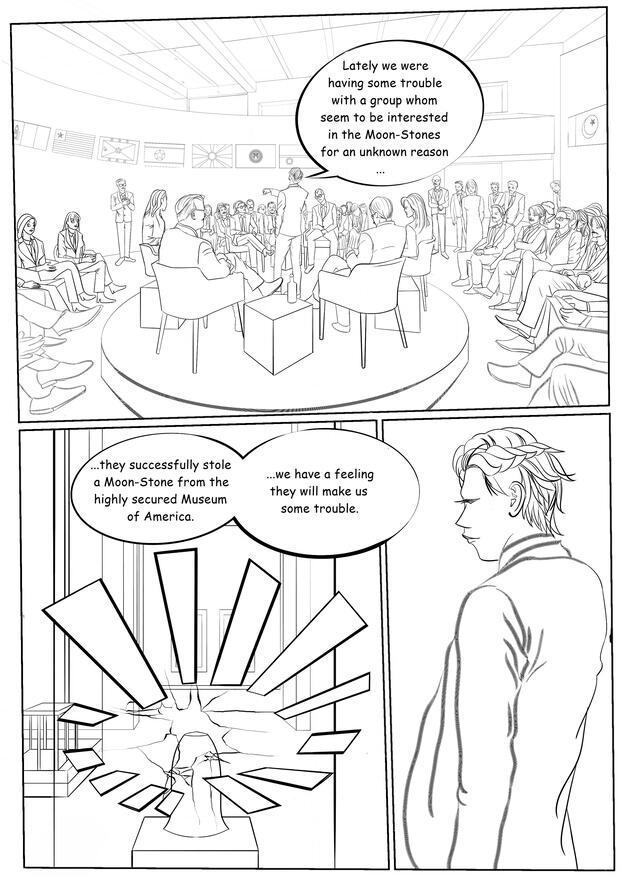 Lately we were
having some trouble
with a group whom
seem to be interested
in the Moon-Stones
for an unknown reason
...
...they successfully stole
a Moon-Stone from the
highly secured Museum
of America.
...we have a feeling
they will make us
some trouble.